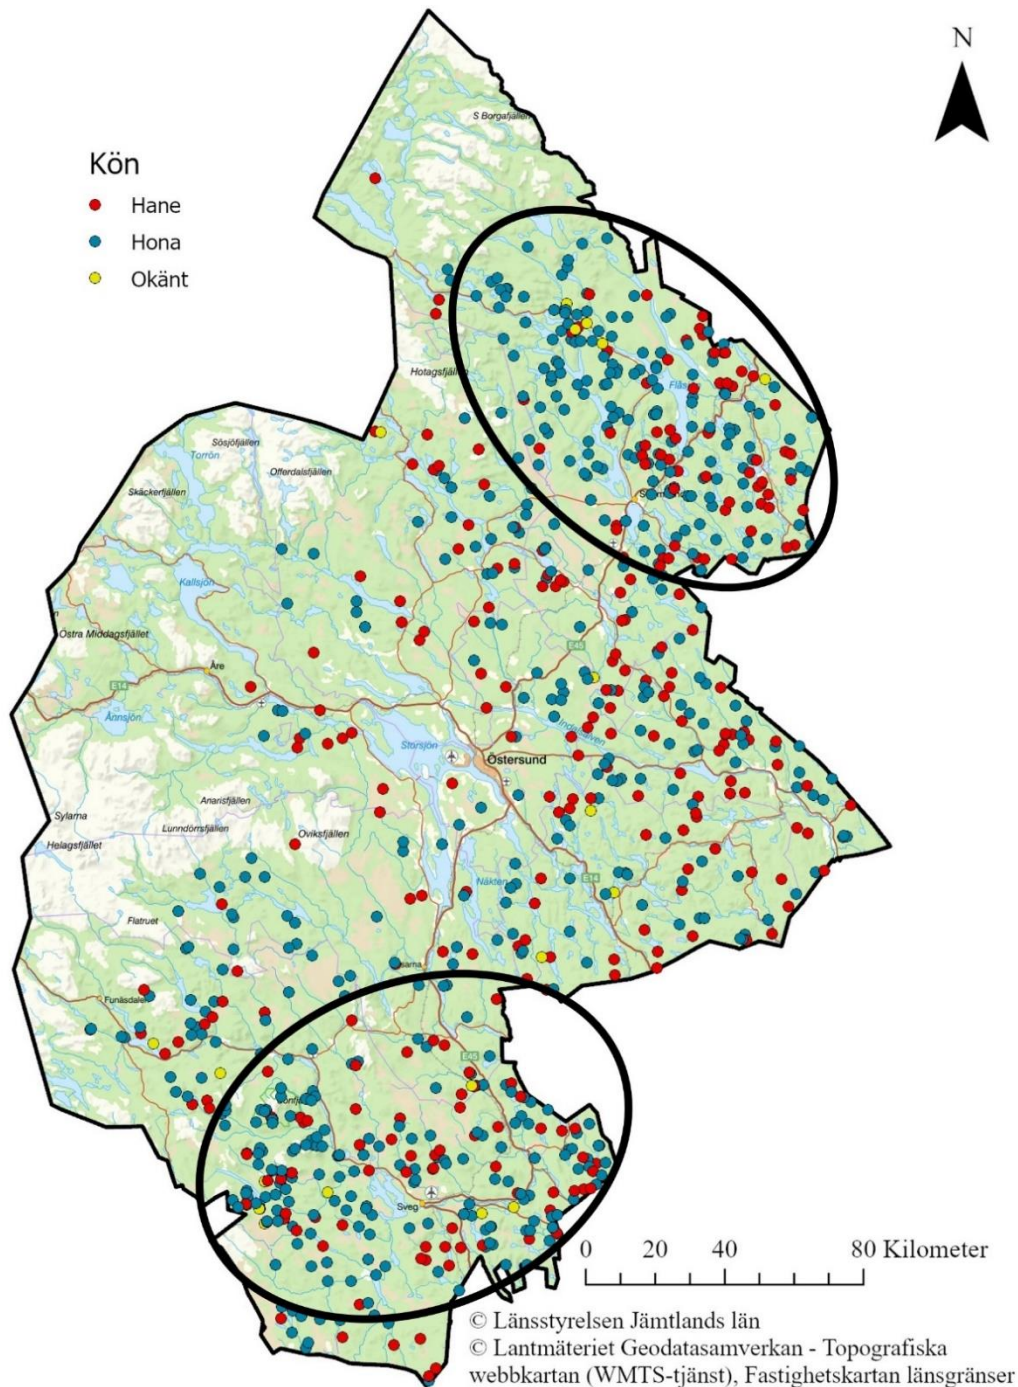 N
S Borgafjällen
Kön
Hane
Hona
Okänt
Hotagsfjällen
Sösjöfjällen
Torrön
Offerdalsfjällen
Skäckerfjällen
Kallsjön
Östra Middagsfjället
Åre
E45
E14
Ånnsjön
Indalsälven
Storsjön
Östersund
Anarisfjällen
Sylarna
Lunndörrsfjällen
Oviksfjällen
Helagsfjället
Näkten
E14
Flatruet
Funäsdalen
E45
Sveg
0 20 40 80 Kilometer
© Länsstyrelsen Jämtlands län
© Lantmäteriet Geodatasamverkan - Topografiska
webbkartan (WMTS-tjänst), Fastighetskartan länsgränser